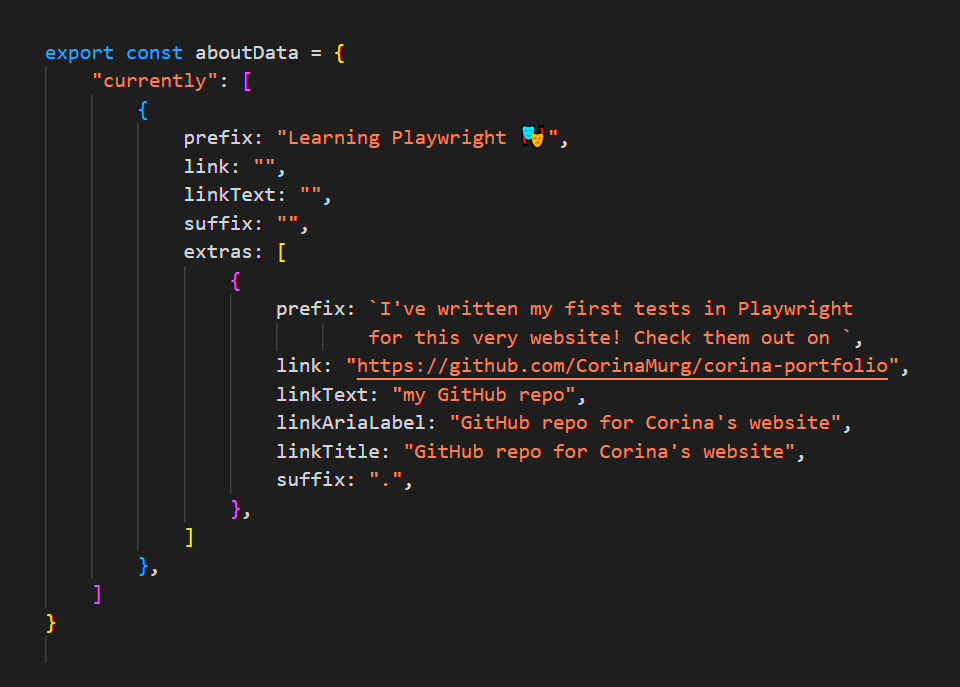 export const aboutData = {
    "currently": [
        {
            prefix: "Learning Playwright 🎭",
            link: "",
            linkText: "",
            suffix: "",
            extras: [
                {
                    prefix: `I've written my first tests in Playwright
                            for this very website! Check them out on `,
                    link: "https://github.com/CorinaMurg/corina-portfolio",
                    linkText: "my GitHub repo",
                    linkAriaLabel: "GitHub repo for Corina's website",
                    linkTitle: "GitHub repo for Corina's website",
                    suffix: ".",
                },
            ]
        },
    ]
}